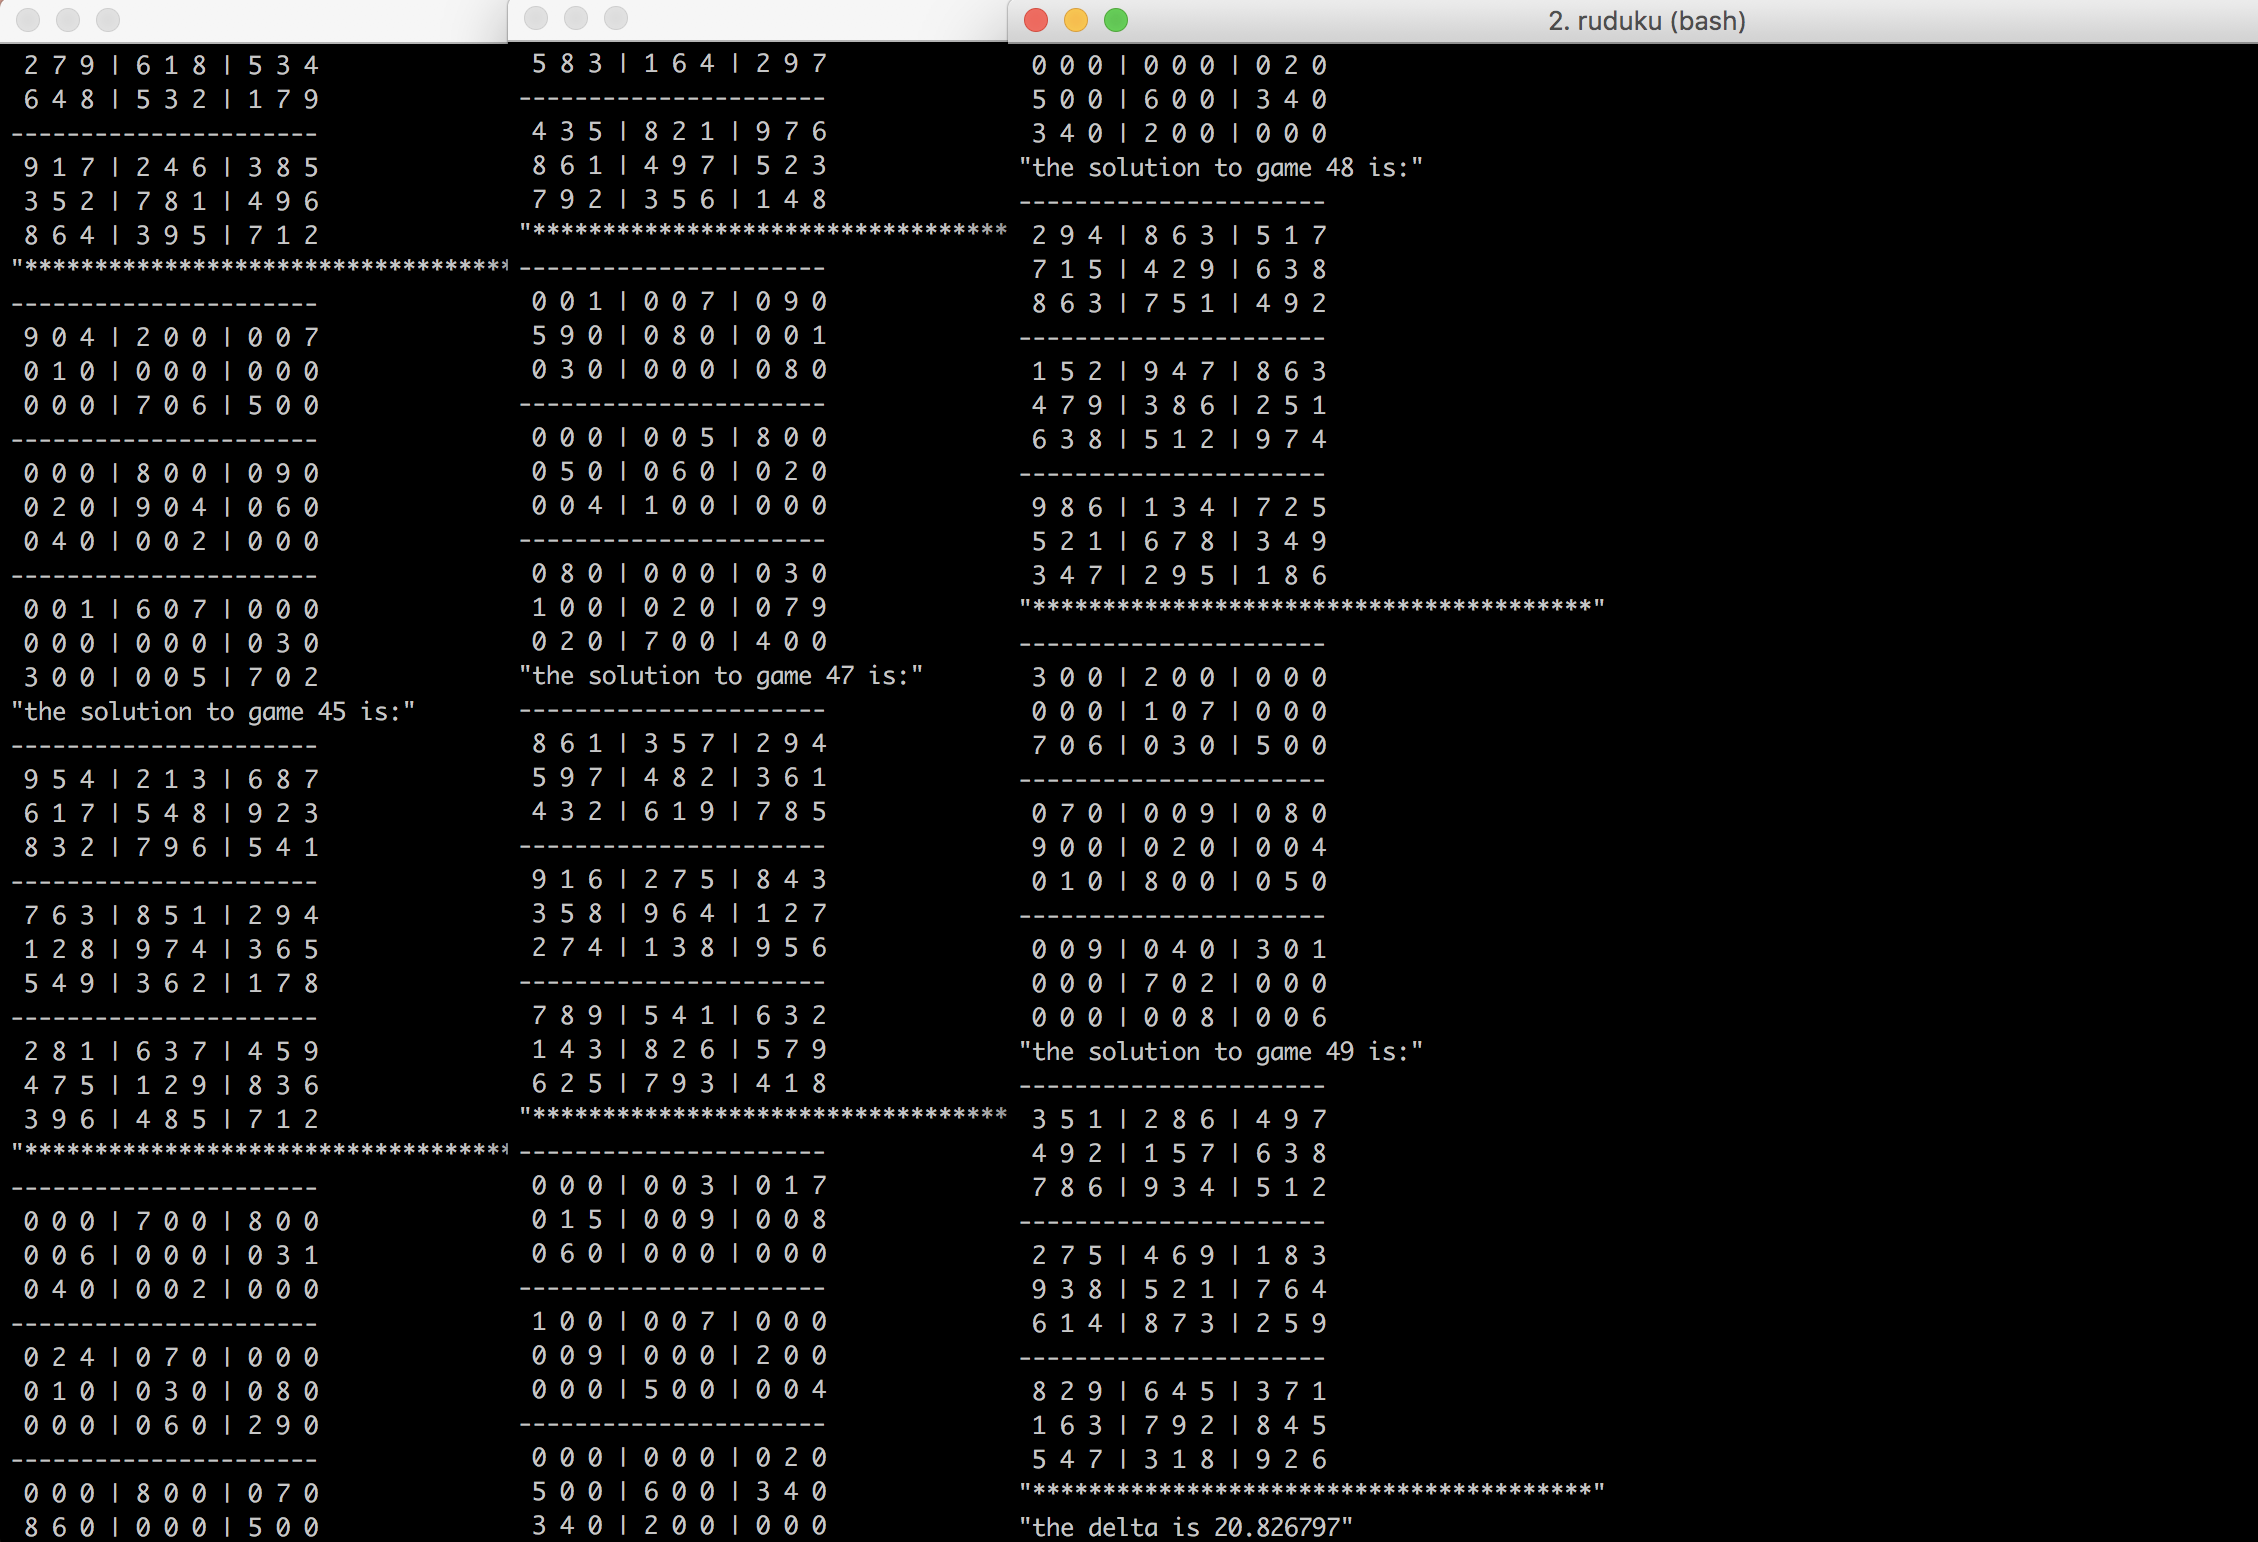 2 7 9 | 6 1 8 | 5 3 4
6 4 8 | 5 3 2 | 1 7 9
----------------------
9 1 7 | 2 4 6 | 3 8 5
3 5 2 | 7 8 1 | 4 9 6
8 6 4 | 3 9 5 | 7 1 2
"***********************************
----------------------
9 0 4 | 2 0 0 | 0 0 7
0 1 0 | 0 0 0 | 0 0 0
0 0 0 | 7 0 6 | 5 0 0
----------------------
0 0 0 | 8 0 0 | 0 9 0
0 2 0 | 9 0 4 | 0 6 0
0 4 0 | 0 0 2 | 0 0 0
----------------------
0 0 1 | 6 0 7 | 0 0 0
0 0 0 | 0 0 0 | 0 3 0
3 0 0 | 0 0 5 | 7 0 2
"the solution to game 45 is:"
----------------------
9 5 4 | 2 1 3 | 6 8 7
6 1 7 | 5 4 8 | 9 2 3
8 3 2 | 7 9 6 | 5 4 1
----------------------
7 6 3 | 8 5 1 | 2 9 4
1 2 8 | 9 7 4 | 3 6 5
5 4 9 | 3 6 2 | 1 7 8
----------------------
2 8 1 | 6 3 7 | 4 5 9
4 7 5 | 1 2 9 | 8 3 6
3 9 6 | 4 8 5 | 7 1 2
"***********************************
----------------------
0 0 0 | 7 0 0 | 8 0 0
0 0 6 | 0 0 0 | 0 3 1
0 4 0 | 0 0 2 | 0 0 0
----------------------
0 2 4 | 0 7 0 | 0 0 0
0 1 0 | 0 3 0 | 0 8 0
0 0 0 | 0 6 0 | 2 9 0
----------------------
0 0 0 | 8 0 0 | 0 7 0
8 6 0 | 0 0 0 | 5 0 0
5 8 3 | 1 6 4 | 2 9 7
----------------------
4 3 5 | 8 2 1 | 9 7 6
8 6 1 | 4 9 7 | 5 2 3
7 9 2 | 3 5 6 | 1 4 8
"**********************************
----------------------
0 0 1 | 0 0 7 | 0 9 0
5 9 0 | 0 8 0 | 0 0 1
0 3 0 | 0 0 0 | 0 8 0
----------------------
0 0 0 | 0 0 5 | 8 0 0
0 5 0 | 0 6 0 | 0 2 0
0 0 4 | 1 0 0 | 0 0 0
----------------------
0 8 0 | 0 0 0 | 0 3 0
1 0 0 | 0 2 0 | 0 7 9
0 2 0 | 7 0 0 | 4 0 0
"the solution to game 47 is:"
----------------------
8 6 1 | 3 5 7 | 2 9 4
5 9 7 | 4 8 2 | 3 6 1
4 3 2 | 6 1 9 | 7 8 5
----------------------
9 1 6 | 2 7 5 | 8 4 3
3 5 8 | 9 6 4 | 1 2 7
2 7 4 | 1 3 8 | 9 5 6
----------------------
7 8 9 | 5 4 1 | 6 3 2
1 4 3 | 8 2 6 | 5 7 9
6 2 5 | 7 9 3 | 4 1 8
"**********************************
----------------------
0 0 0 | 0 0 3 | 0 1 7
0 1 5 | 0 0 9 | 0 0 8
0 6 0 | 0 0 0 | 0 0 0
----------------------
1 0 0 | 0 0 7 | 0 0 0
0 0 9 | 0 0 0 | 2 0 0
0 0 0 | 5 0 0 | 0 0 4
----------------------
0 0 0 | 0 0 0 | 0 2 0
5 0 0 | 6 0 0 | 3 4 0
3 4 0 | 2 0 0 | 0 0 0
2. ruduku (bash)
0 0 0 | 0 0 0 | 0 2 0
5 0 0 | 6 0 0 | 3 4 0
3 4 0 | 2 0 0 | 0 0 0
"the solution to game 48 is:"
----------------------
2 9 4 | 8 6 3 | 5 1 7
7 1 5 | 4 2 9 | 6 3 8
8 6 3 | 7 5 1 | 4 9 2
----------------------
1 5 2 | 9 4 7 | 8 6 3
4 7 9 | 3 8 6 | 2 5 1
6 3 8 | 5 1 2 | 9 7 4
----------------------
9 8 6 | 1 3 4 | 7 2 5
5 2 1 | 6 7 8 | 3 4 9
3 4 7 | 2 9 5 | 1 8 6
"****************************************"
----------------------
3 0 0 | 2 0 0 | 0 0 0
0 0 0 | 1 0 7 | 0 0 0
7 0 6 | 0 3 0 | 5 0 0
----------------------
0 7 0 | 0 0 9 | 0 8 0
9 0 0 | 0 2 0 | 0 0 4
0 1 0 | 8 0 0 | 0 5 0
----------------------
0 0 9 | 0 4 0 | 3 0 1
0 0 0 | 7 0 2 | 0 0 0
0 0 0 | 0 0 8 | 0 0 6
"the solution to game 49 is:"
----------------------
3 5 1 | 2 8 6 | 4 9 7
4 9 2 | 1 5 7 | 6 3 8
7 8 6 | 9 3 4 | 5 1 2
----------------------
2 7 5 | 4 6 9 | 1 8 3
9 3 8 | 5 2 1 | 7 6 4
6 1 4 | 8 7 3 | 2 5 9
----------------------
8 2 9 | 6 4 5 | 3 7 1
1 6 3 | 7 9 2 | 8 4 5
5 4 7 | 3 1 8 | 9 2 6
"****************************************"
"the delta is 20.826797"